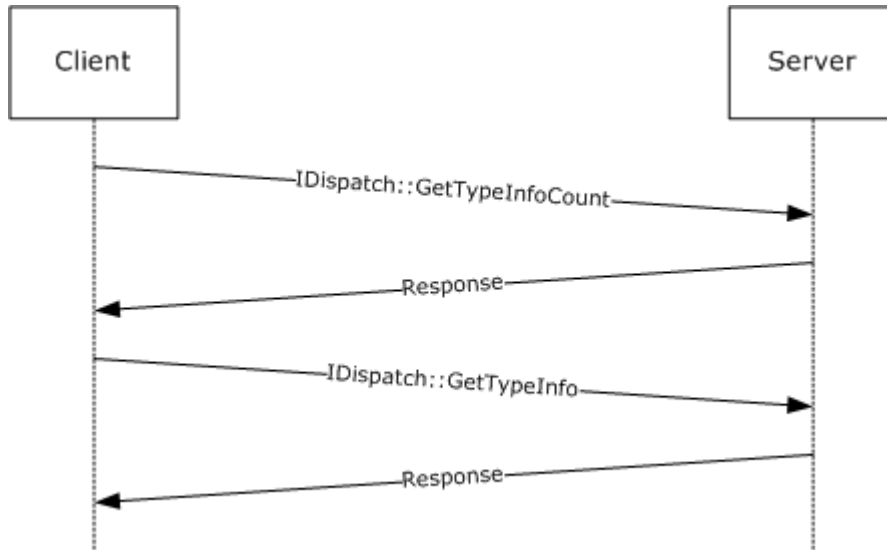 Client
Server
IDispatch::GetTypeInfoCount
Response
IDispatch::GetTypeInfo
Response